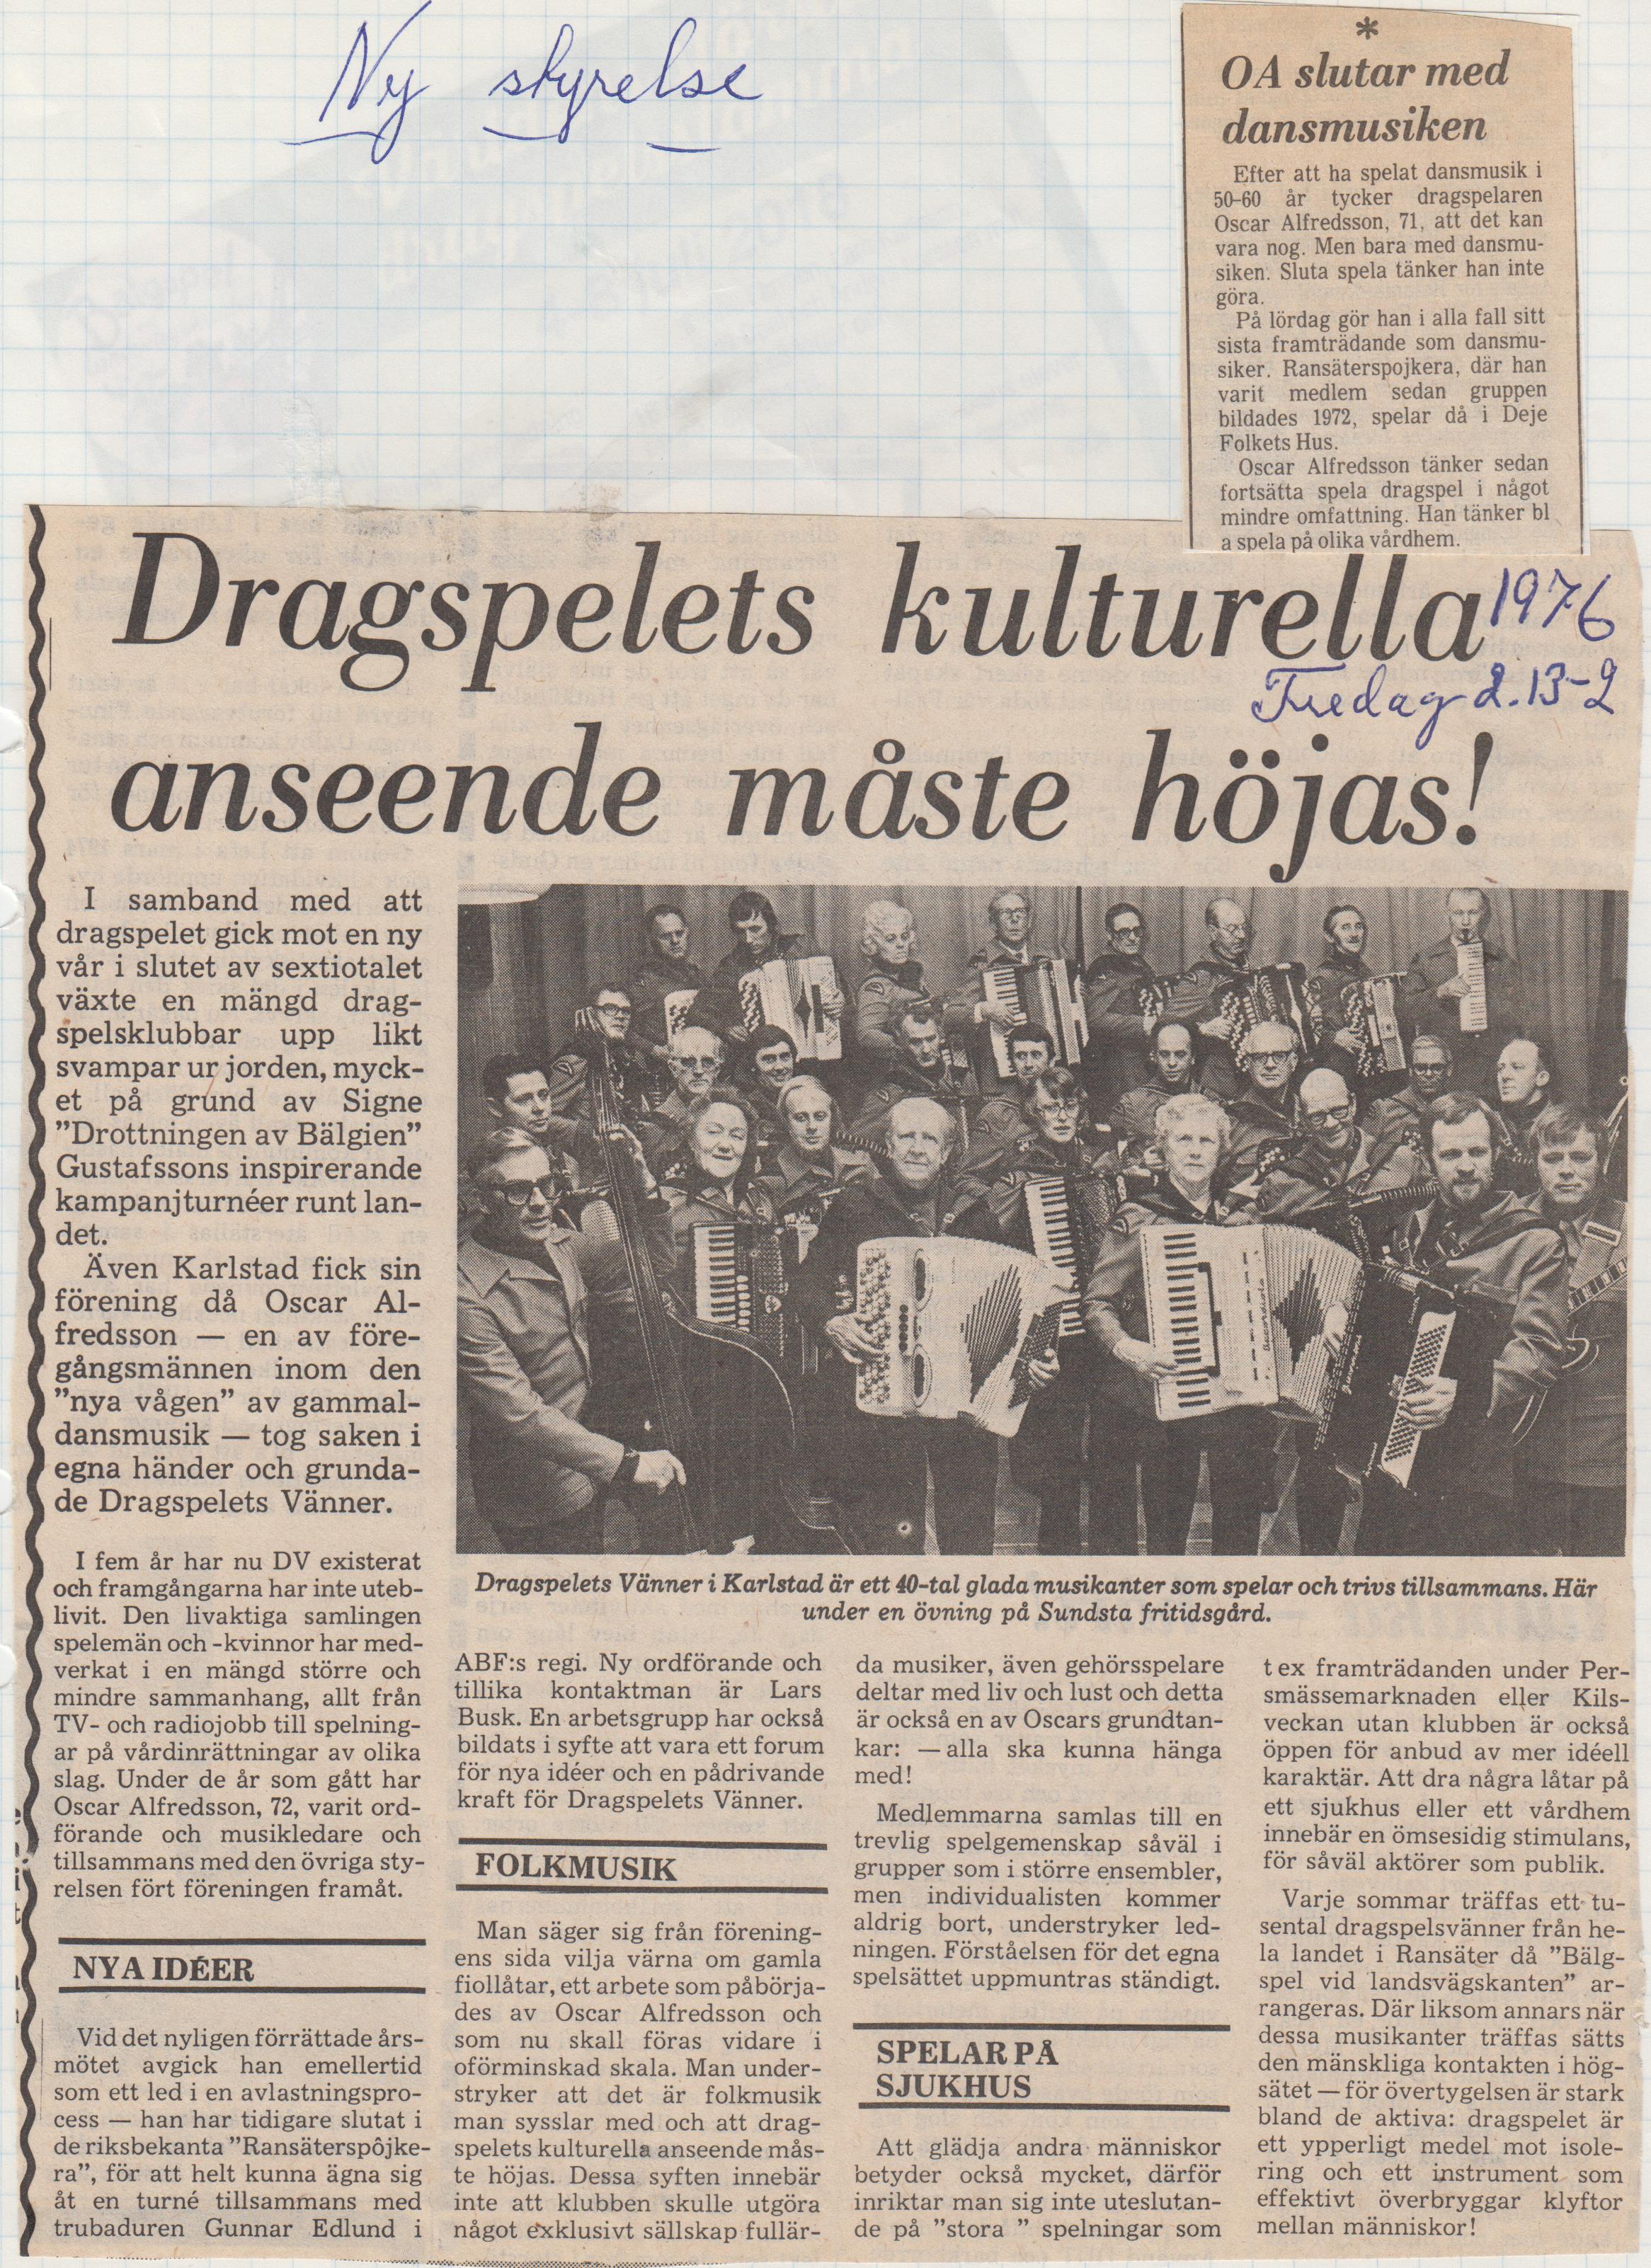 Ny styrelse
*
OA slutar med
dansmusiken
Efter att ha spelat dansmusik i
50-60 år tycker dragspelaren
Oscar Alfredsson, 71, att det kan
vara nog. Men bara med dansmu-
siken. Sluta spela tänker han inte
göra.
På lördag gör han i alla fall sitt
sista framträdande som dansmu-
siker. Ransäterspojkera, där han
varit medlem sedan gruppen
bildades 1972, spelar då i Deje
Folkets Hus.
Oscar Alfredsson tänker sedan
fortsätta spela dragspel i något
mindre omfattning. Han tänker bl
a spela på olika vårdhem.
Dragspelets kulturella
1976
Fredag d. 13-2
anseende måste höjas!
I samband med att
dragspelet gick mot en ny
vår i slutet av sextiotalet
växte en mängd drag-
spelsklubbar upp likt
svampar ur jorden, myck-
et på grund av Signe
”Drottningen av Bälgien”
Gustafssons inspirerande
kampanjturnéer runt lan-
det.
Även Karlstad fick sin
förening då Oscar Al-
fredsson — en av före-
gångsmännen inom den
”nya vågen” av gammal-
dansmusik — tog saken i
egna händer och grunda-
de Dragspelets Vänner.
I fem år har nu DV existerat
och framgångarna har inte uteb-
livit. Den livaktiga samlingen
spelemän och -kvinnor har med-
verkat i en mängd större och
mindre sammanhang, allt från
TV- och radiojobb till spelning-
ar på vårdinrättningar av olika
slag. Under de år som gått har
Oscar Alfredsson, 72, varit ord-
förande och musikledare och
tillsammans med den övriga sty-
relsen fört föreningen framåt.
NYA IDÉER
Vid det nyligen förrättade års-
mötet avgick han emellertid
som ett led i en avlastningspro-
cess — han har tidigare slutat i
de riksbekanta ”Ransäterspôjke-
ra”, för att helt kunna ägna sig
åt en turné tillsammans med
trubaduren Gunnar Edlund i
Dragspelets Vänner i Karlstad är ett 40-tal glada musikanter som spelar och trivs tillsammans. Här
under en övning på Sundsta fritidsgård.
ABF:s regi. Ny ordförande och
tillika kontaktman är Lars
Busk. En arbetsgrupp har också
bildats i syfte att vara ett forum
för nya idéer och en pådrivande
kraft för Dragspelets Vänner.
FOLKMUSIK
Man säger sig från förening-
ens sida vilja värna om gamla
fiollåtar, ett arbete som påbörja-
des av Oscar Alfredsson och
som nu skall föras vidare i
oförminskad skala. Man under-
stryker att det är folkmusik
man sysslar med och att drag-
spelets kulturella anseende mås-
te höjas. Dessa syften innebär
inte att klubben skulle utgöra
något exklusivt sällskap fullär-
da musiker, även gehörsspelare
deltar med liv och lust och detta
är också en av Oscars grundtan-
kar: — alla ska kunna hänga
med!
Medlemmarna samlas till en
trevlig spelgemenskap såväl i
grupper som i större ensembler,
men individualisten kommer
aldrig bort, understryker led-
ningen. Förståelsen för det egna
spelsättet uppmuntras ständigt.
SPELAR PÅ
SJUKHUS
Att glädja andra människor
betyder också mycket, därför
inriktar man sig inte uteslutan-
de på ”stora ” spelningar som
t ex framträdanden under Per-
smässemarknaden eller Kils-
veckan utan klubben är också
öppen för anbud av mer idéell
karaktär. Att dra några låtar på
ett sjukhus eller ett vårdhem
innebär en ömsesidig stimulans,
för såväl aktörer som publik.
Varje sommar träffas ett tu-
sental dragspelsvänner från he-
la landet i Ransäter då ”Bälg-
spel vid landsvägskanten” ar-
rangeras. Där liksom annars när
dessa musikanter träffas sätts
den mänskliga kontakten i hög-
sätet — för övertygelsen är stark
bland de aktiva: dragspelet är
ett ypperligt medel mot isole-
ring och ett instrument som
effektivt överbryggar klyftor
mellan människor!